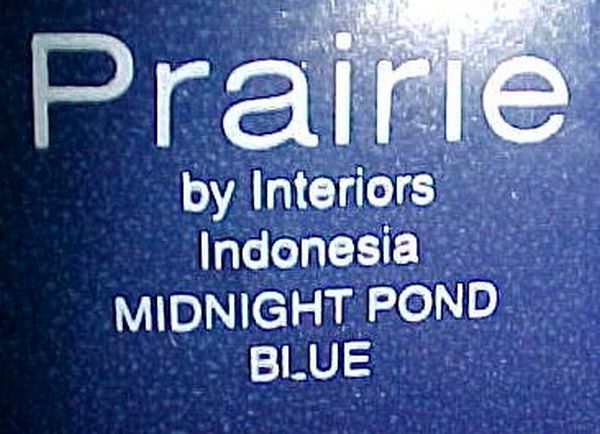 Prairie
by Interiors
Indonesia
MIDNIGHT POND
BLUE